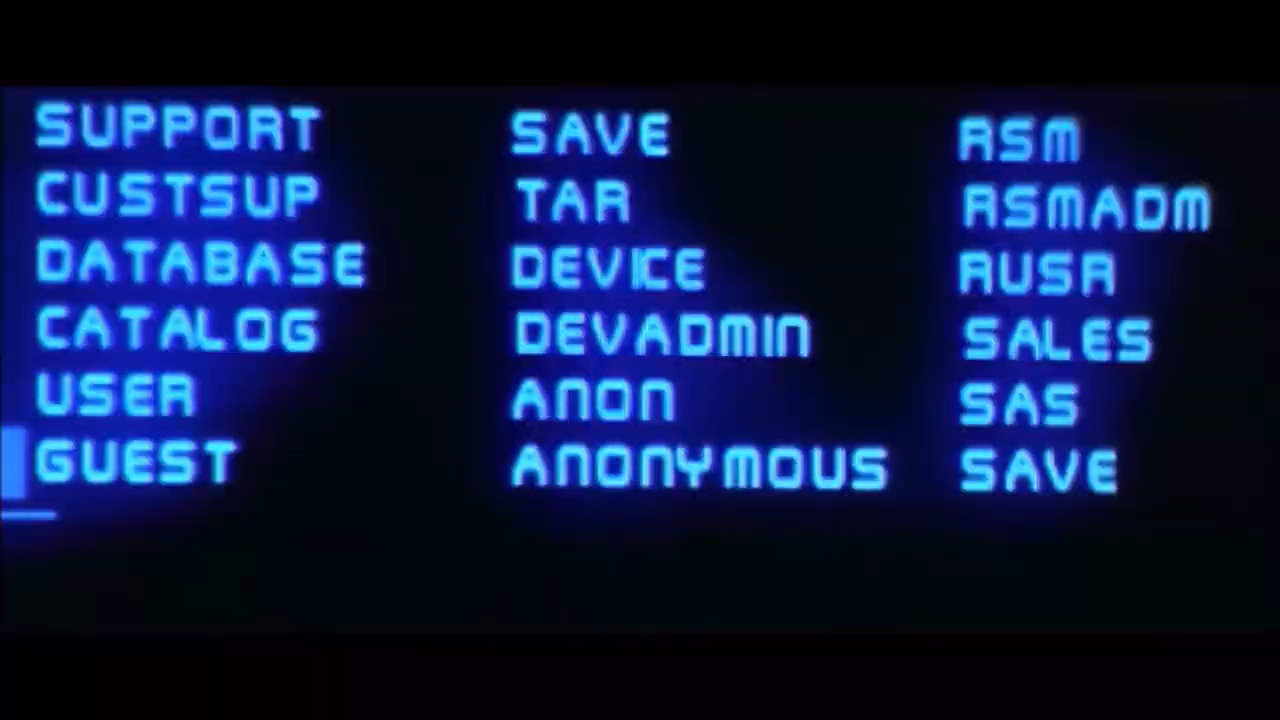 SUPPORT
CUSTSUP
DATABASE
CATALOG
USER
GUEST
SAVE
TAR
DEVICE
DEVADMIN
ANON
ANONYMOUS
RSM
RSMADM
RUSR
SALES
SAS
SAVE